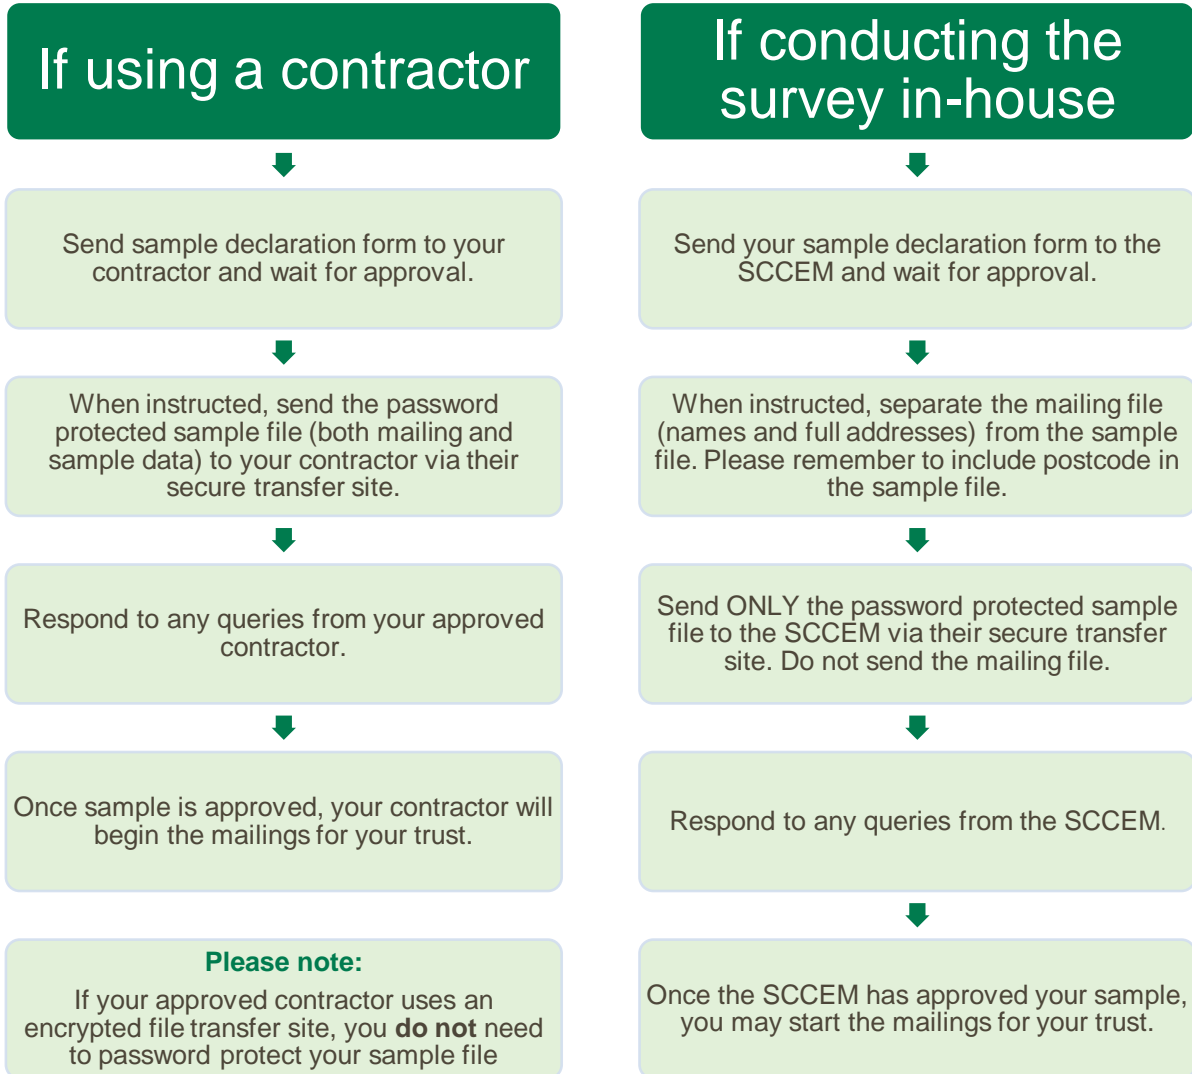 If using a contractor
Send sample declaration form to your
contractor and wait for approval.
When instructed, send the password
protected sample file (both mailing and
sample data) to your contractor via their
secure transfer site.
Respond to any queries from your approved
contractor.
Once sample is approved, your contractor will
begin the mailings for your trust.
Please note:
If your approved contractor uses an
encrypted file transfer site, you do not need
to password protect your sample file
If conducting the
survey in-house
Send your sample declaration form to the
SCCEM and wait for approval.
When instructed, separate the mailing file
(names and full addresses) from the sample
file. Please remember to include postcode in
the sample file.
Send ONLY the password protected sample
file to the SCCEM via their secure transfer
site. Do not send the mailing file.
Respond to any queries from the SCCEM.
Once the SCCEM has approved your sample,
you may start the mailings for your trust.